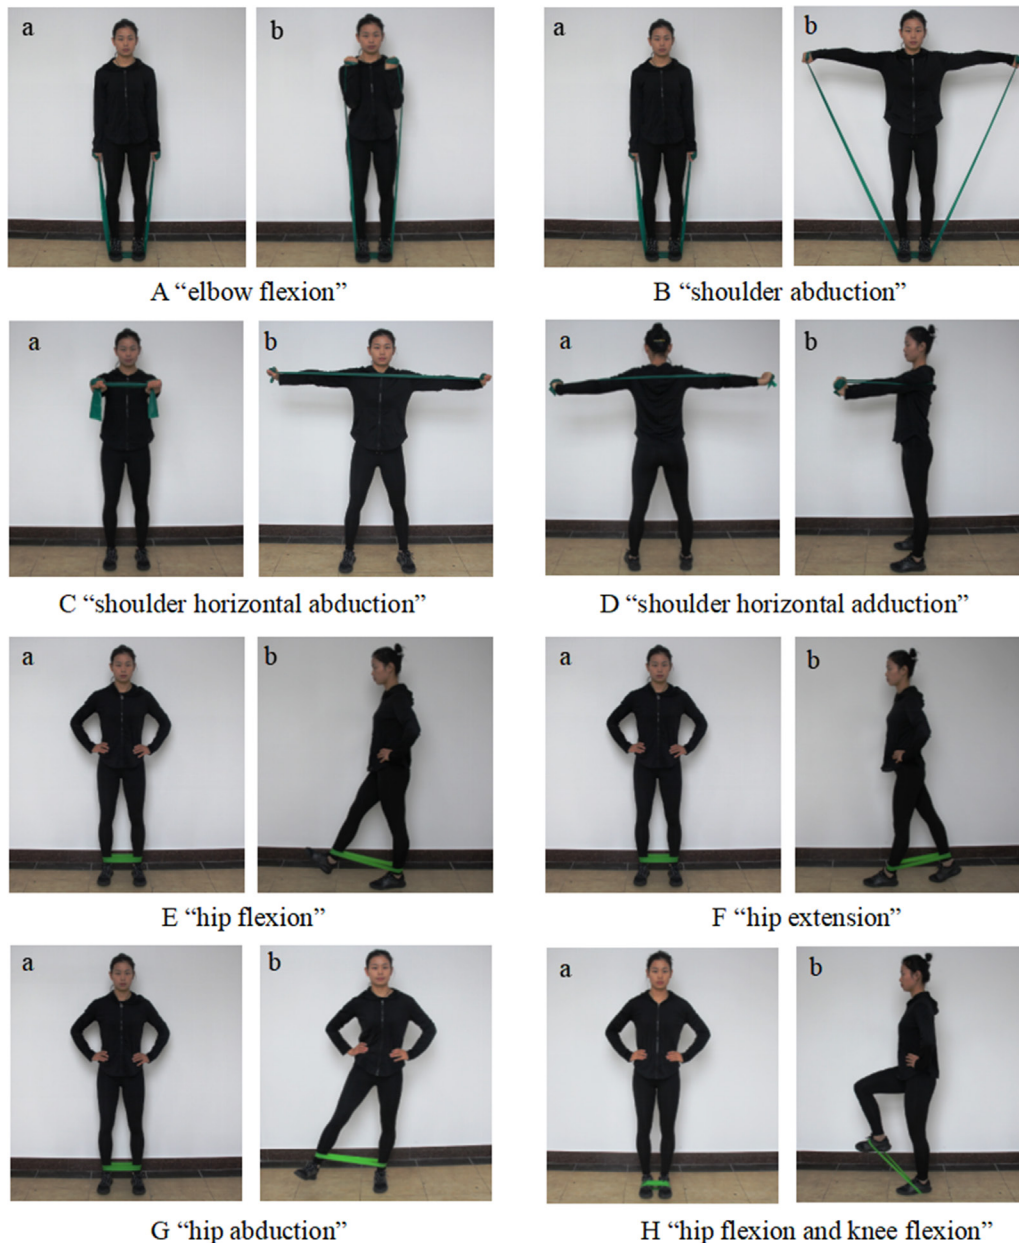 a b a b
A “elbow flexion” B “shoulder abduction”
a b a b
C “shoulder horizontal abduction” D “shoulder horizontal adduction”
a b a b
E “hip flexion” F “hip extension”
a b a b
G “hip abduction” H “hip flexion and knee flexion”